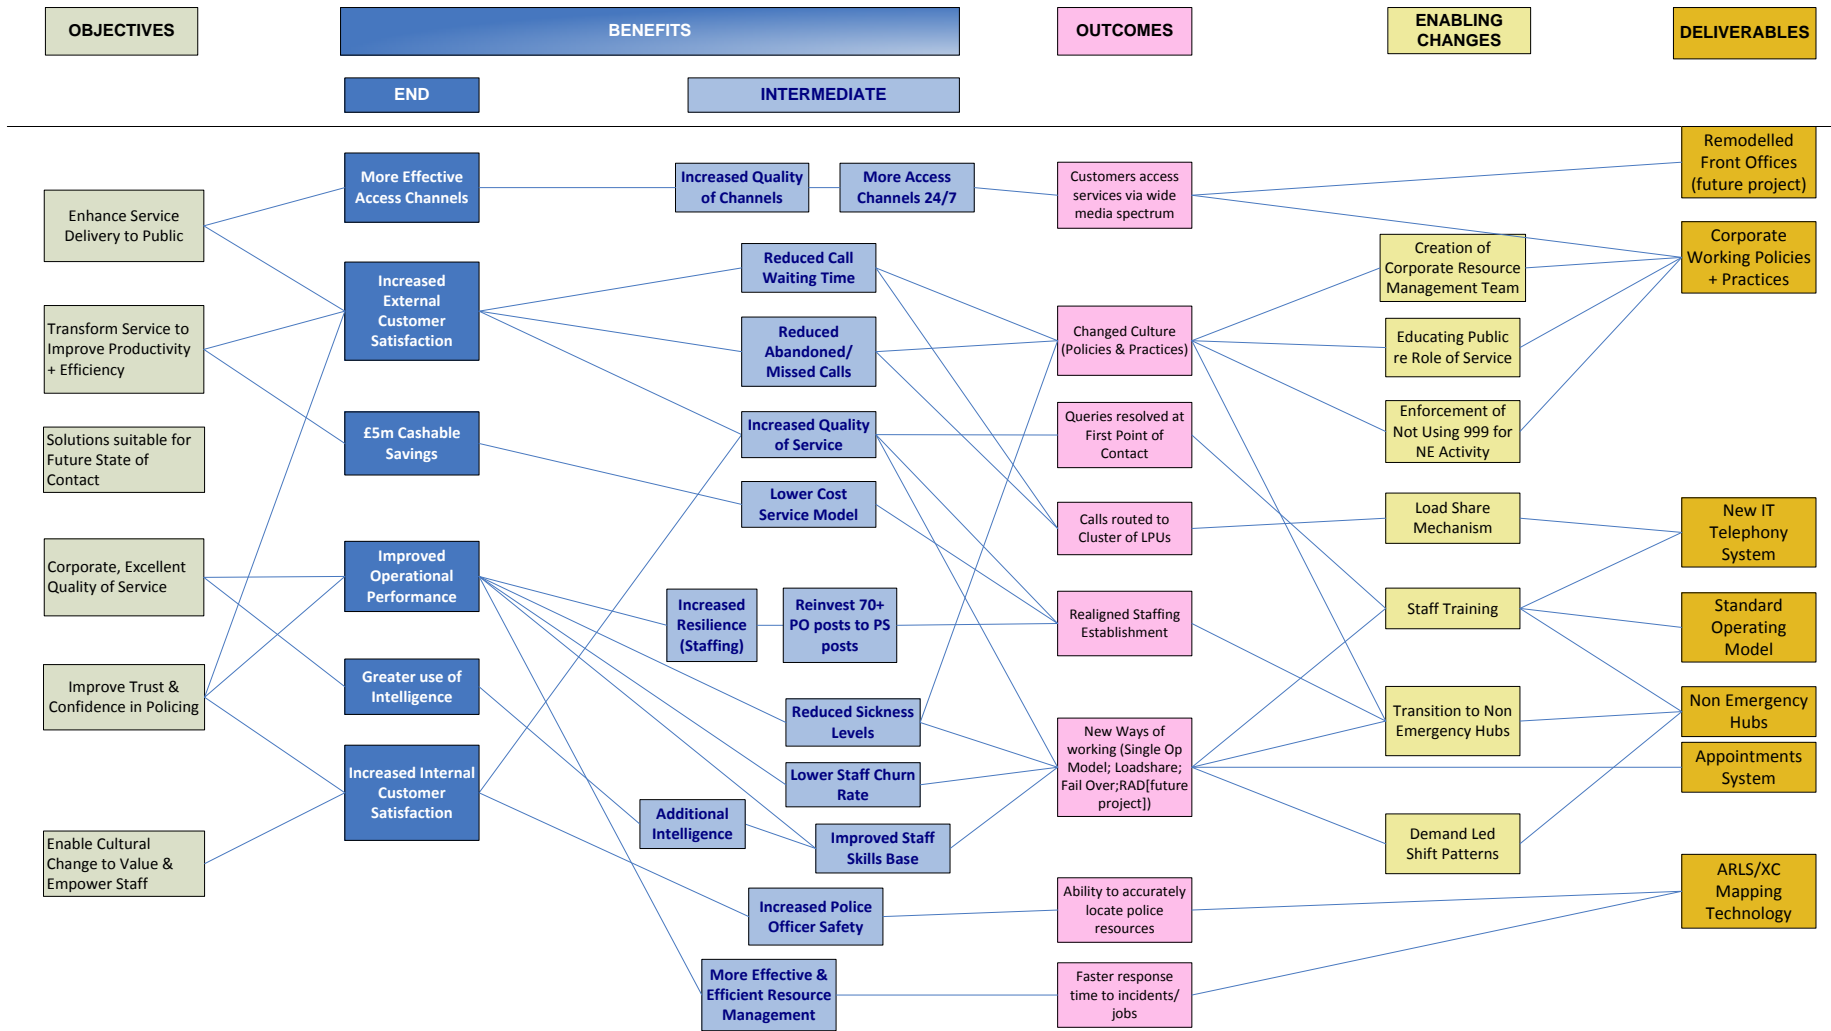 OBJECTIVES
BENEFITS
OUTCOMES
ENABLING
CHANGES
DELIVERABLES
END
INTERMEDIATE
Enhance Service
Delivery to Public
Transform Service to
Improve Productivity
+ Efficiency
Solutions suitable for
Future State of
Contact
Corporate, Excellent
Quality of Service
Improve Trust &
Confidence in Policing
Enable Cultural
Change to Value &
Empower Staff
More Effective
Access Channels
Increased
External
Customer
Satisfaction
£5m Cashable
Savings
Improved
Operational
Performance
Greater use of
Intelligence
Increased Internal
Customer
Satisfaction
Increased Quality
of Channels
More Access
Channels 24/7
Reduced Call
Waiting Time
Reduced
Abandoned/
Missed Calls
Increased Quality
of Service
Lower Cost
Service Model
Increased
Resilience
(Staffing)
Reinvest 70+
PO posts to PS
posts
Reduced Sickness
Levels
Lower Staff Churn
Rate
Additional
Intelligence
Improved Staff
Skills Base
Increased Police
Officer Safety
More Effective &
Efficient Resource
Management
Customers access
services via wide
media spectrum
Changed Culture
(Policies & Practices)
Queries resolved at
First Point of
Contact
Calls routed to
Cluster of LPUs
Realigned Staffing
Establishment
New Ways of
working (Single Op
Model; Loadshare;
Fail Over;RAD[future
project])
Ability to accurately
locate police
resources
Faster response
time to incidents/
jobs
Creation of
Corporate Resource
Management Team
Educating Public
re Role of Service
Enforcement of
Not Using 999 for
NE Activity
Load Share
Mechanism
Staff Training
Transition to Non
Emergency Hubs
Demand Led
Shift Patterns
Remodelled
Front Offices
(future project)
Corporate
Working Policies
+ Practices
New IT
Telephony
System
Standard
Operating
Model
Non Emergency
Hubs
Appointments
System
ARLS/XC
Mapping
Technology